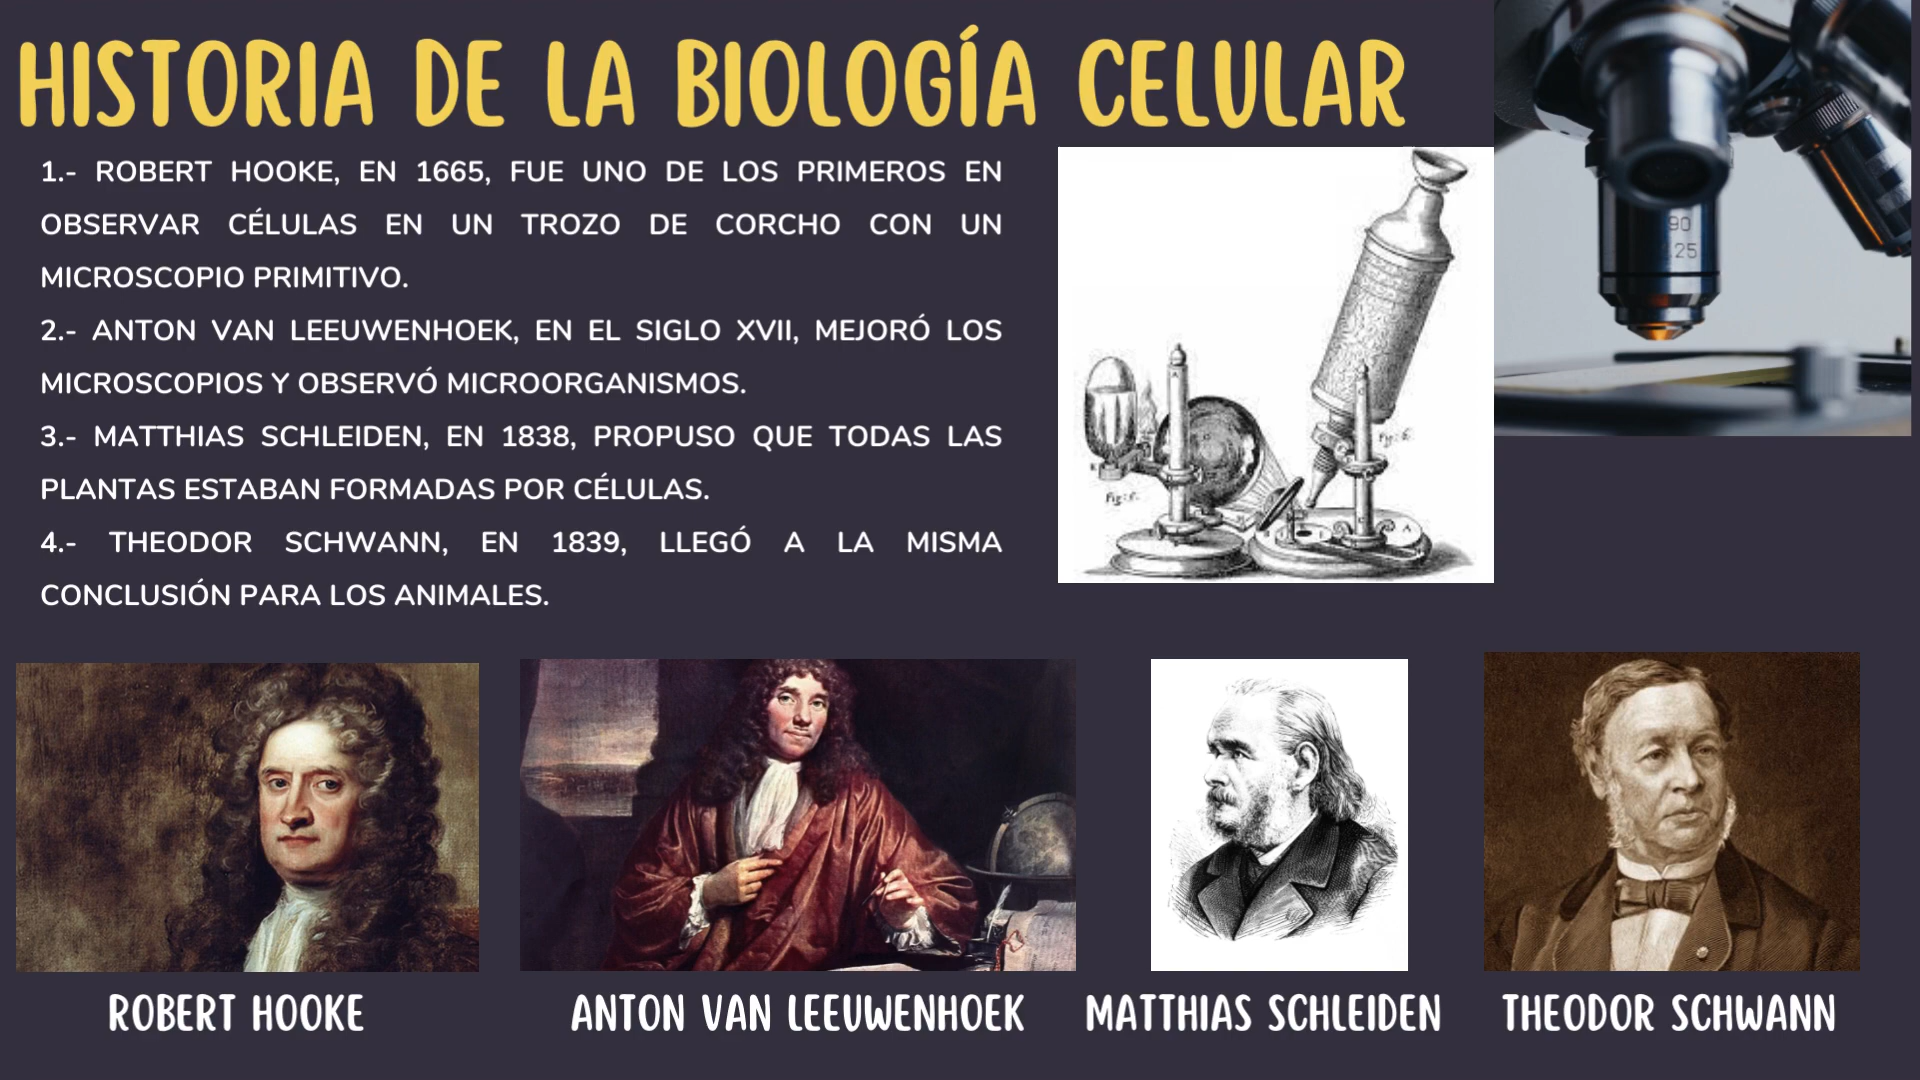 HISTORIA DE LA BIOLOGÍA CELULAR
1.- ROBERT HOOKE, EN 1665, FUE UNO DE LOS PRIMEROS EN
OBSERVAR CÉLULAS EN UN TROZO DE CORCHO CON UN
MICROSCOPIO PRIMITIVO.
2.- ANTON VAN LEEUWENHOEK, EN EL SIGLO XVII, MEJORÓ LOS
MICROSCOPIOS Y OBSERVÓ MICROORGANISMOS.
3.- MATTHIAS SCHLEIDEN, EN 1838, PROPUSO QUE TODAS LAS
PLANTAS ESTABAN FORMADAS POR CÉLULAS.
4.- THEODOR SCHWANN, EN 1839, LLEGÓ A LA MISMA
CONCLUSIÓN PARA LOS ANIMALES.
90
.25
ROBERT HOOKE
ANTON VAN LEEUWENHOEK
MATTHIAS SCHLEIDEN
THEODOR SCHWANN